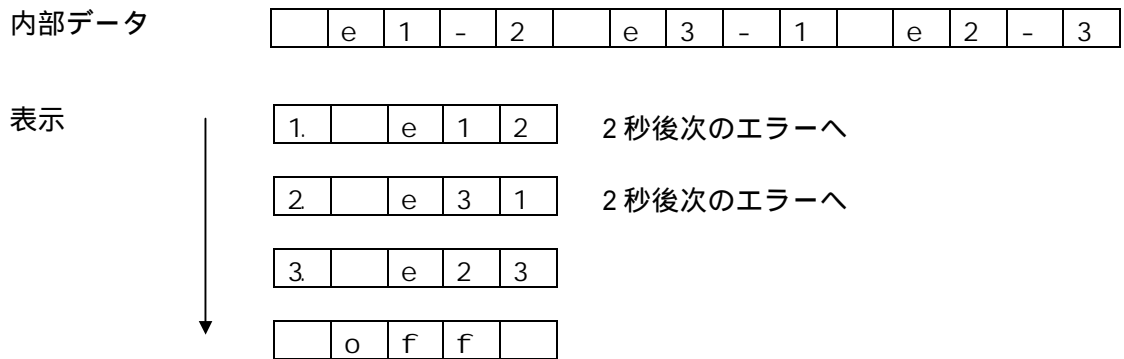 内部データ e 1 - 2 e 3 - 1 e 2 - 3
表示
1. e 1 2 2秒後次のエラーへ
2. e 3 1 2秒後次のエラーへ
3. e 2 3
o f f